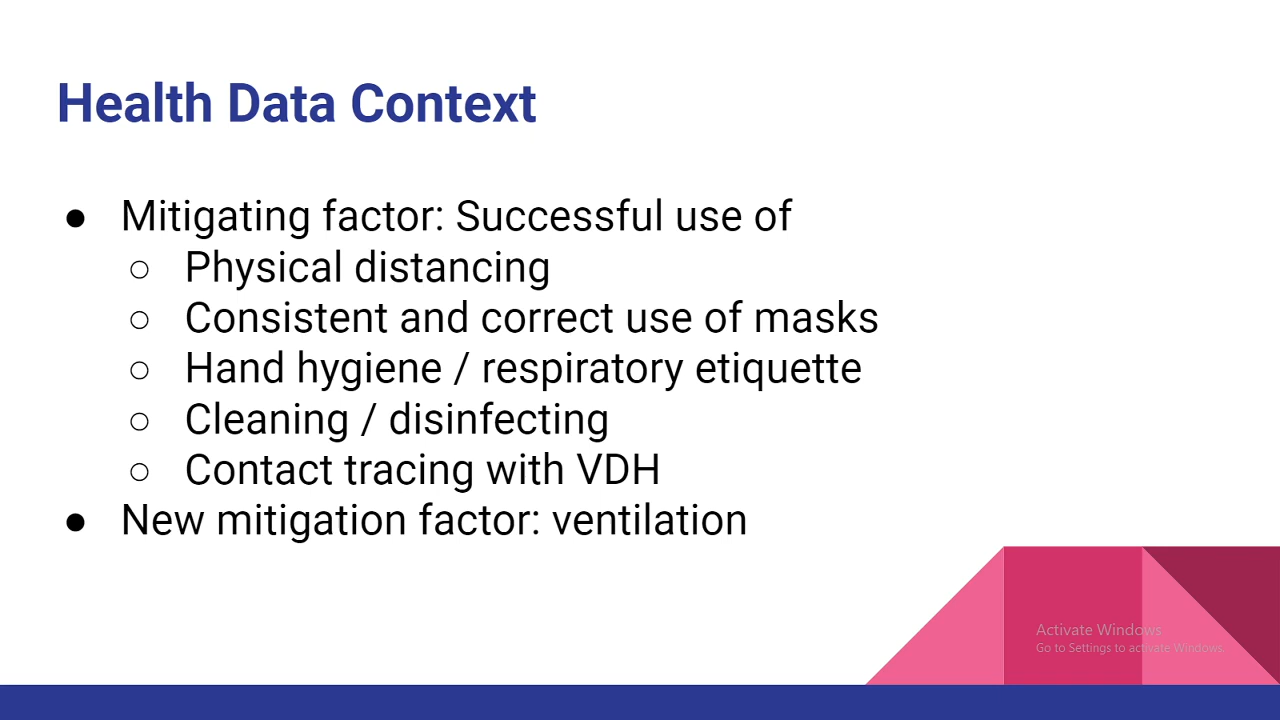 Health Data Context
● Mitigating factor: Successful use of
○ Physical distancing
○ Consistent and correct use of masks
○ Hand hygiene / respiratory etiquette
○ Cleaning / disinfecting
○ Contact tracing with VDH
● New mitigation factor: ventilation
Activate Windows
Go to Settings to activate Windows.